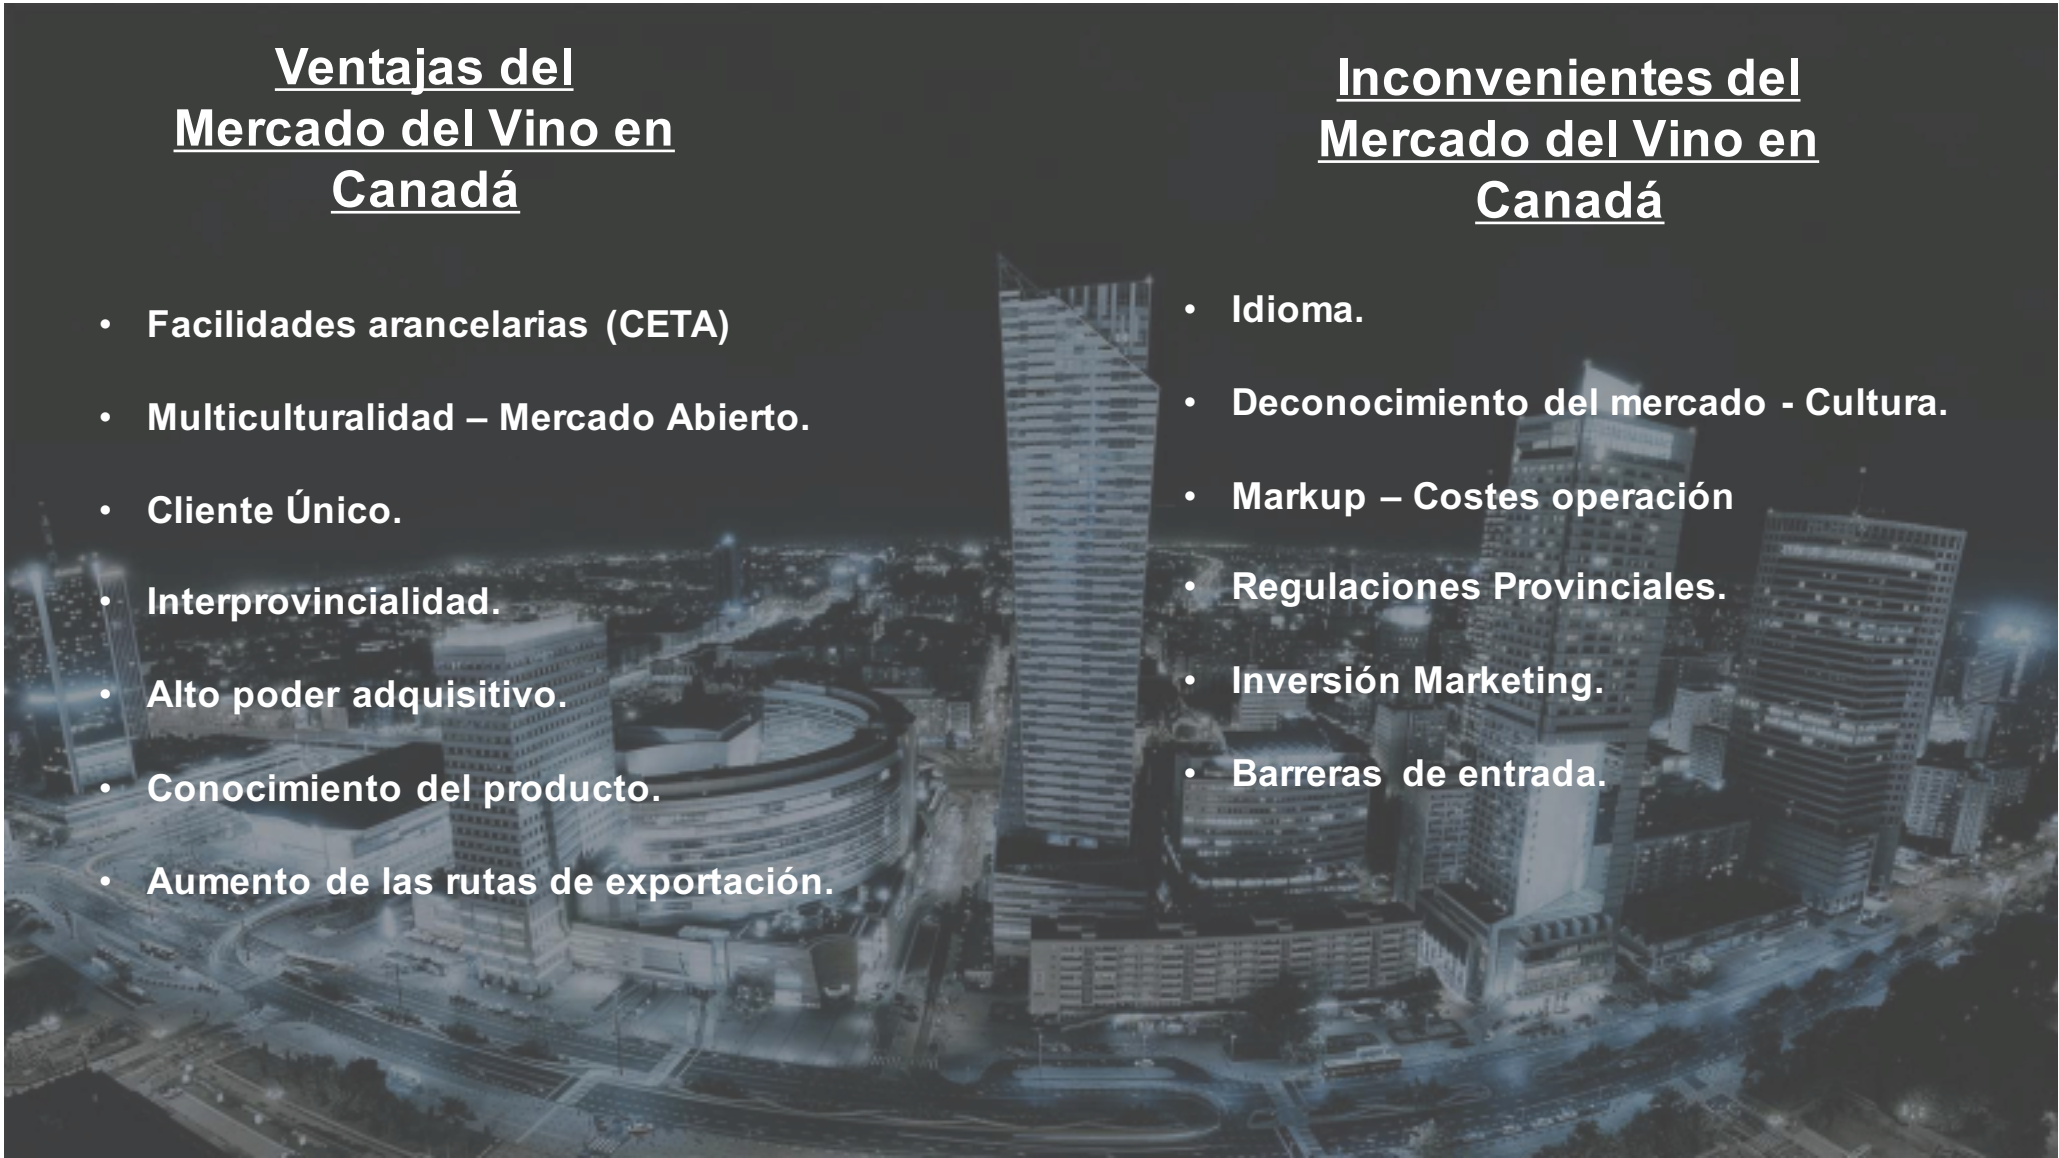 Ventajas del
Mercado del Vino en
Canadá
• Facilidades arancelarias (CETA)
• Multiculturalidad – Mercado Abierto.
• Cliente Único.
• Interprovincialidad.
• Alto poder adquisitivo.
• Conocimiento del producto.
• Aumento de las rutas de exportación.
Inconvenientes del
Mercado del Vino en
Canadá
• Idioma.
• Deconocimiento del mercado - Cultura.
• Markup – Costes operación
• Regulaciones Provinciales.
• Inversión Marketing.
• Barreras de entrada.